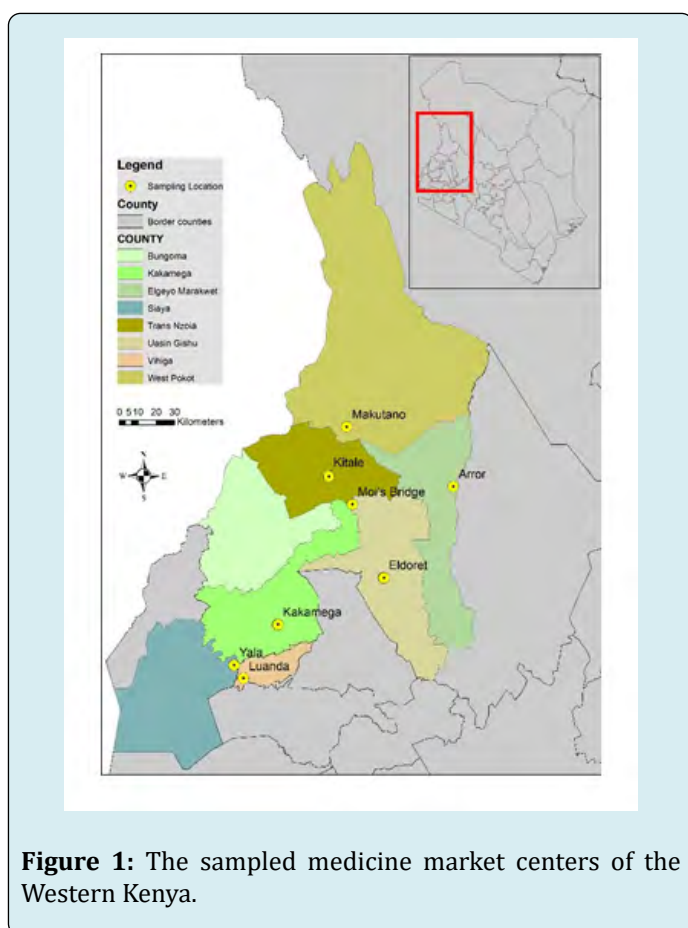 Legend
Sampling Location
County
Border counties
COUNTY
Bungoma
Kakamega
Elgeyo Marakwet
Siaya
Trans Nzoia
Uasin Gishu
Vihiga
West Pokot
0 5 10 20 30
Kilometers
N
W E
S
Makutano
Kitale
Arror
Moi's Bridge
Eldoret
Kakamega
Yala
Luanda
Figure 1: The sampled medicine market centers of the
Western Kenya.